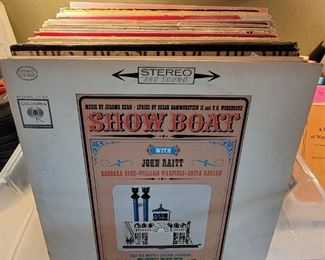 STEREO
"360 SOUND"
COLUMBIA
MUSIC BY JEROME KERN - LYRICS BY OSCAR HAMMERSTEIN II and P. G. WODEHOUSE
SHOW BOAT
WITH
JOHN RAITT
BARBARA COOK - WILLIAM WARFIELD - ANITA DARIAN